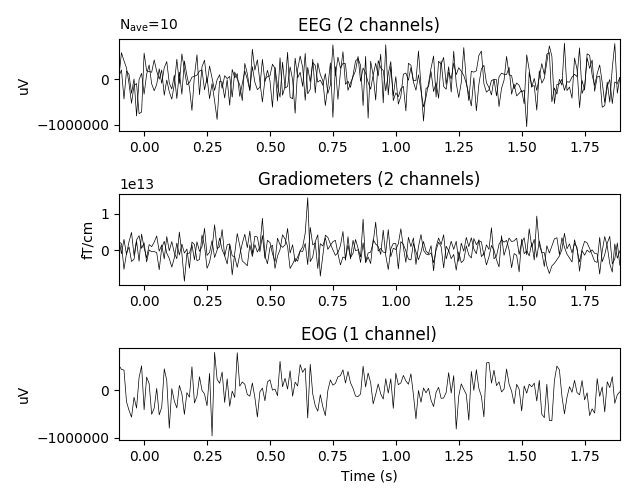 N_ave=10
EEG (2 channels)
uV
0
−1000000
0.00 0.25 0.50 0.75 1.00 1.25 1.50 1.75
1e13
Gradiometers (2 channels)
fT/cm
1
0
0.00 0.25 0.50 0.75 1.00 1.25 1.50 1.75
EOG (1 channel)
uV
0
−1000000
0.00 0.25 0.50 0.75 1.00 1.25 1.50 1.75
Time (s)